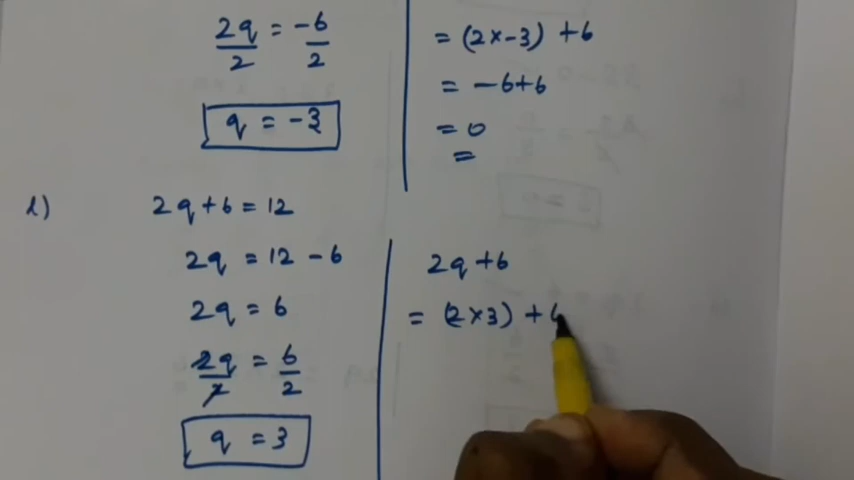 2q/2 = -6/2
q = -3
= (2×-3) +6
= -6+6
= 0
l) 2q+6 = 12
2q = 12 - 6
2q = 6
2q/2 = 6/2
q = 3
2q +6
= (2×3) + 6